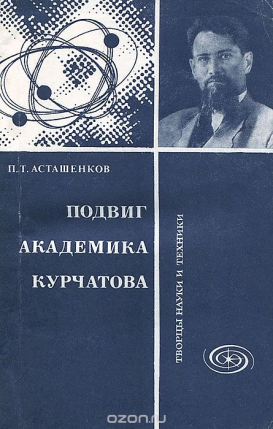 П. Т. АСТАШЕНКОВ
ПОДВИГ
АКАДЕМИКА
КУРЧАТОВА
ТВОРЦЫ НАУКИ И ТЕХНИКИ
ozon.ru